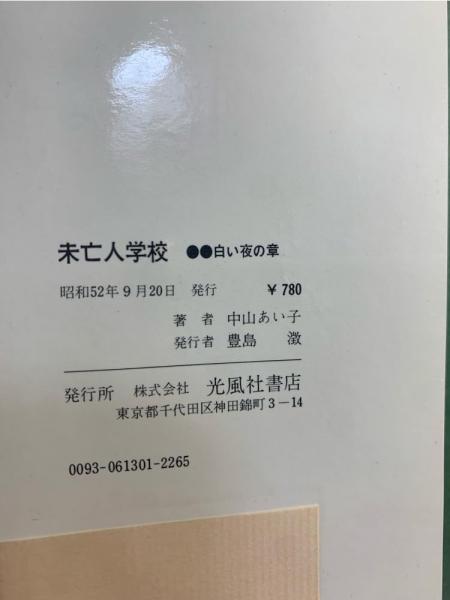 未亡人学校 ●●白い夜の章
昭和52年9月20日 発行 ¥780
著者 中山あい子
発行者 豊島 澂
発行所 株式会社 光風社書店
東京都千代田区神田錦町3−14
0093-061301-2265